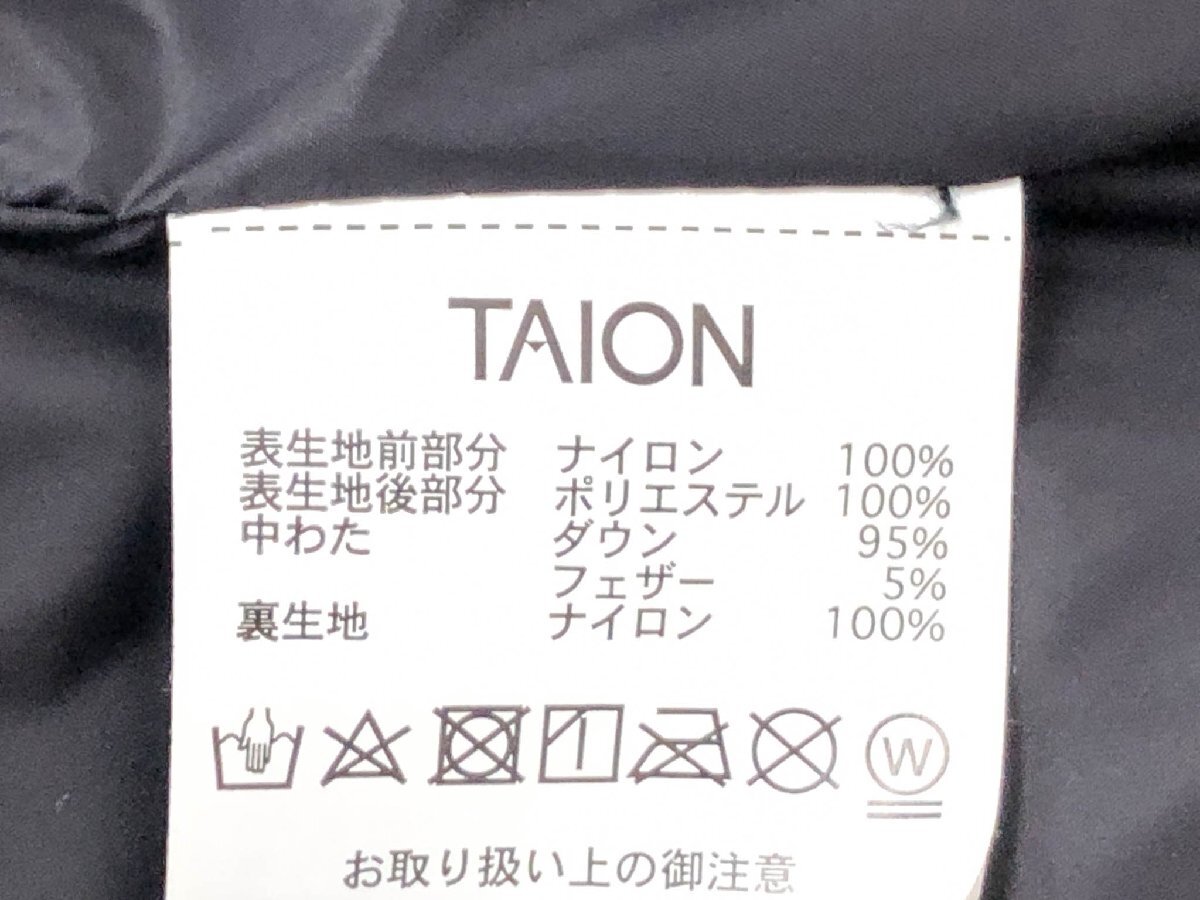 TAION
表生地前部分 ナイロン 100%
表生地後部分 ポリエステル 100%
中わた ダウン 95%
フェザー 5%
裏生地 ナイロン 100%
W
お取り扱い上の御注意